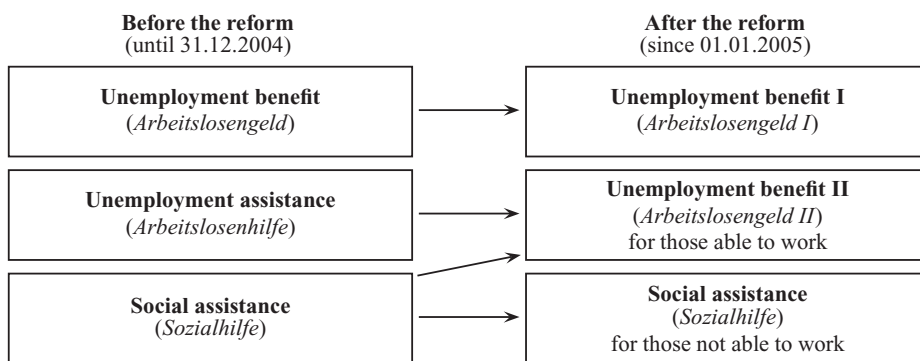 Before the reform
(until 31.12.2004)
After the reform
(since 01.01.2005)
Unemployment benefit
(Arbeitslosengeld)
Unemployment benefit I
(Arbeitslosengeld I)
Unemployment assistance
(Arbeitslosenhilfe)
Unemployment benefit II
(Arbeitslosengeld II)
for those able to work
Social assistance
(Sozialhilfe)
Social assistance
(Sozialhilfe)
for those not able to work